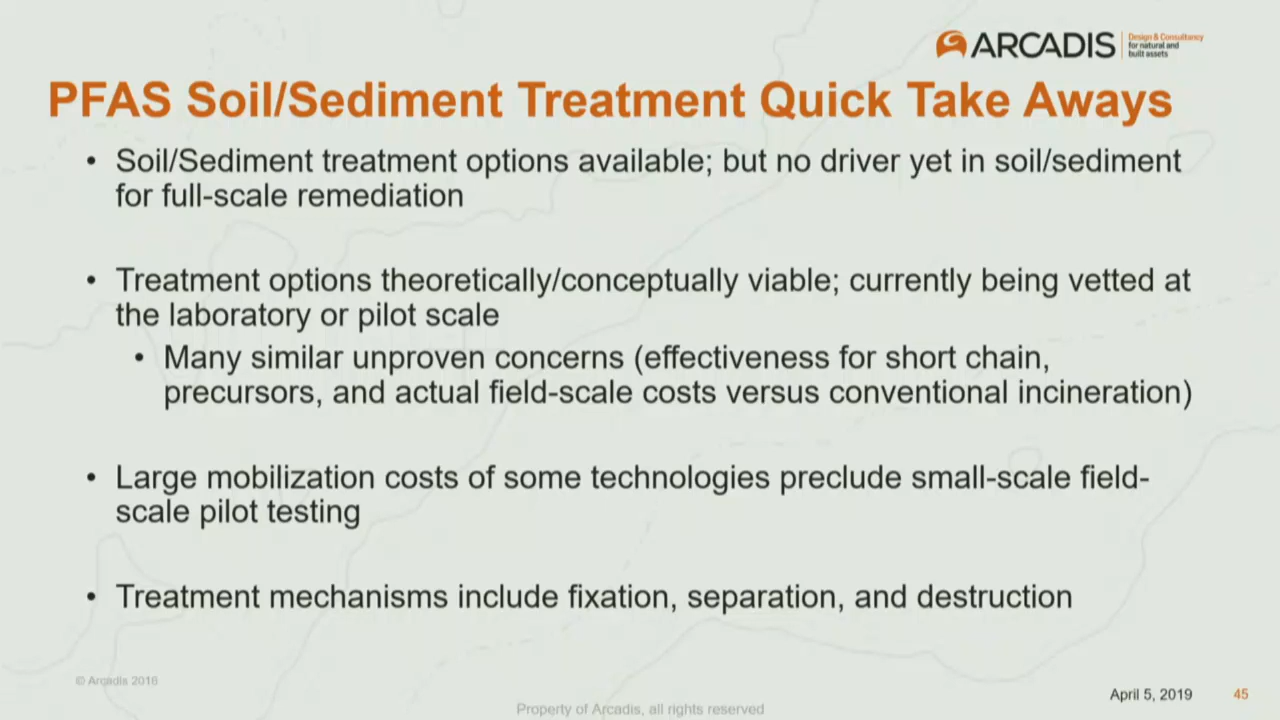 ARCADIS
Design & Consultancy
for natural and
built assets
PFAS Soil/Sediment Treatment Quick Take Aways
• Soil/Sediment treatment options available; but no driver yet in soil/sediment
for full-scale remediation
• Treatment options theoretically/conceptually viable; currently being vetted at
the laboratory or pilot scale
• Many similar unproven concerns (effectiveness for short chain,
precursors, and actual field-scale costs versus conventional incineration)
• Large mobilization costs of some technologies preclude small-scale field-
scale pilot testing
• Treatment mechanisms include fixation, separation, and destruction
© Arcadis 2016
Property of Arcadis, all rights reserved
April 5, 2019
45